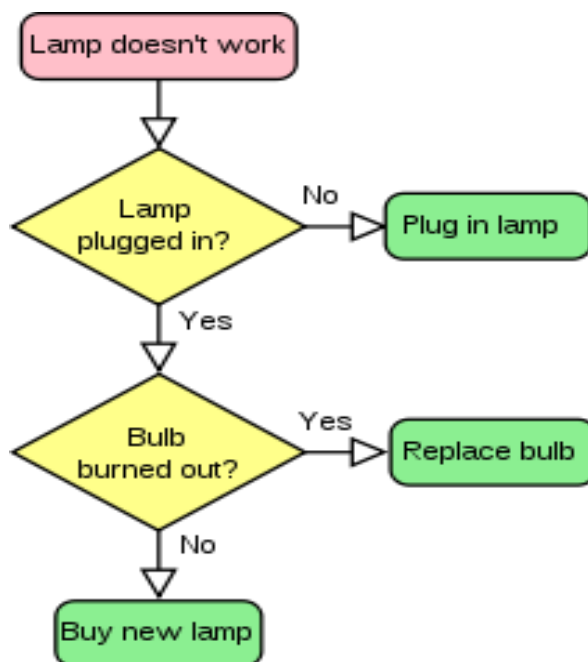 Lamp doesn't work
Lamp
plugged in?
No
Plug in lamp
Yes
Bulb
burned out?
Yes
Replace bulb
No
Buy new lamp